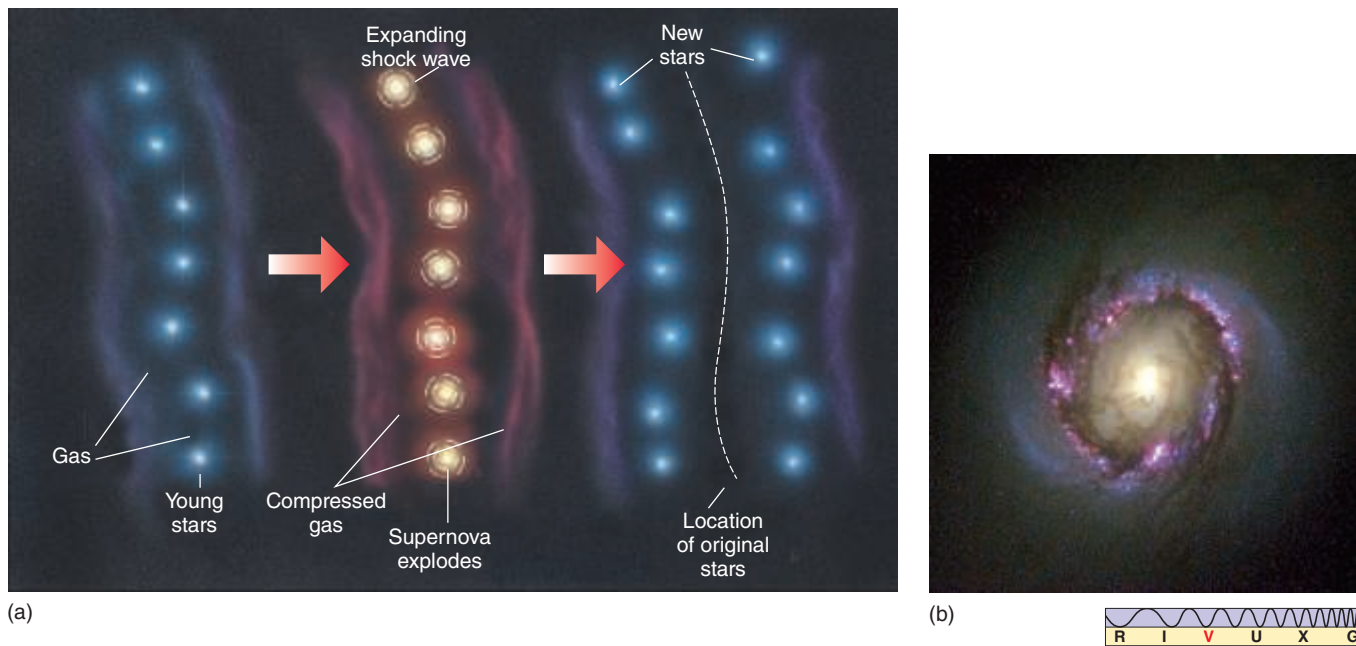 Expanding
shock wave
New
stars
Gas
Young
stars
Compressed
gas
Supernova
explodes
Location
of original
stars
(a)
(b)
R I V U X G